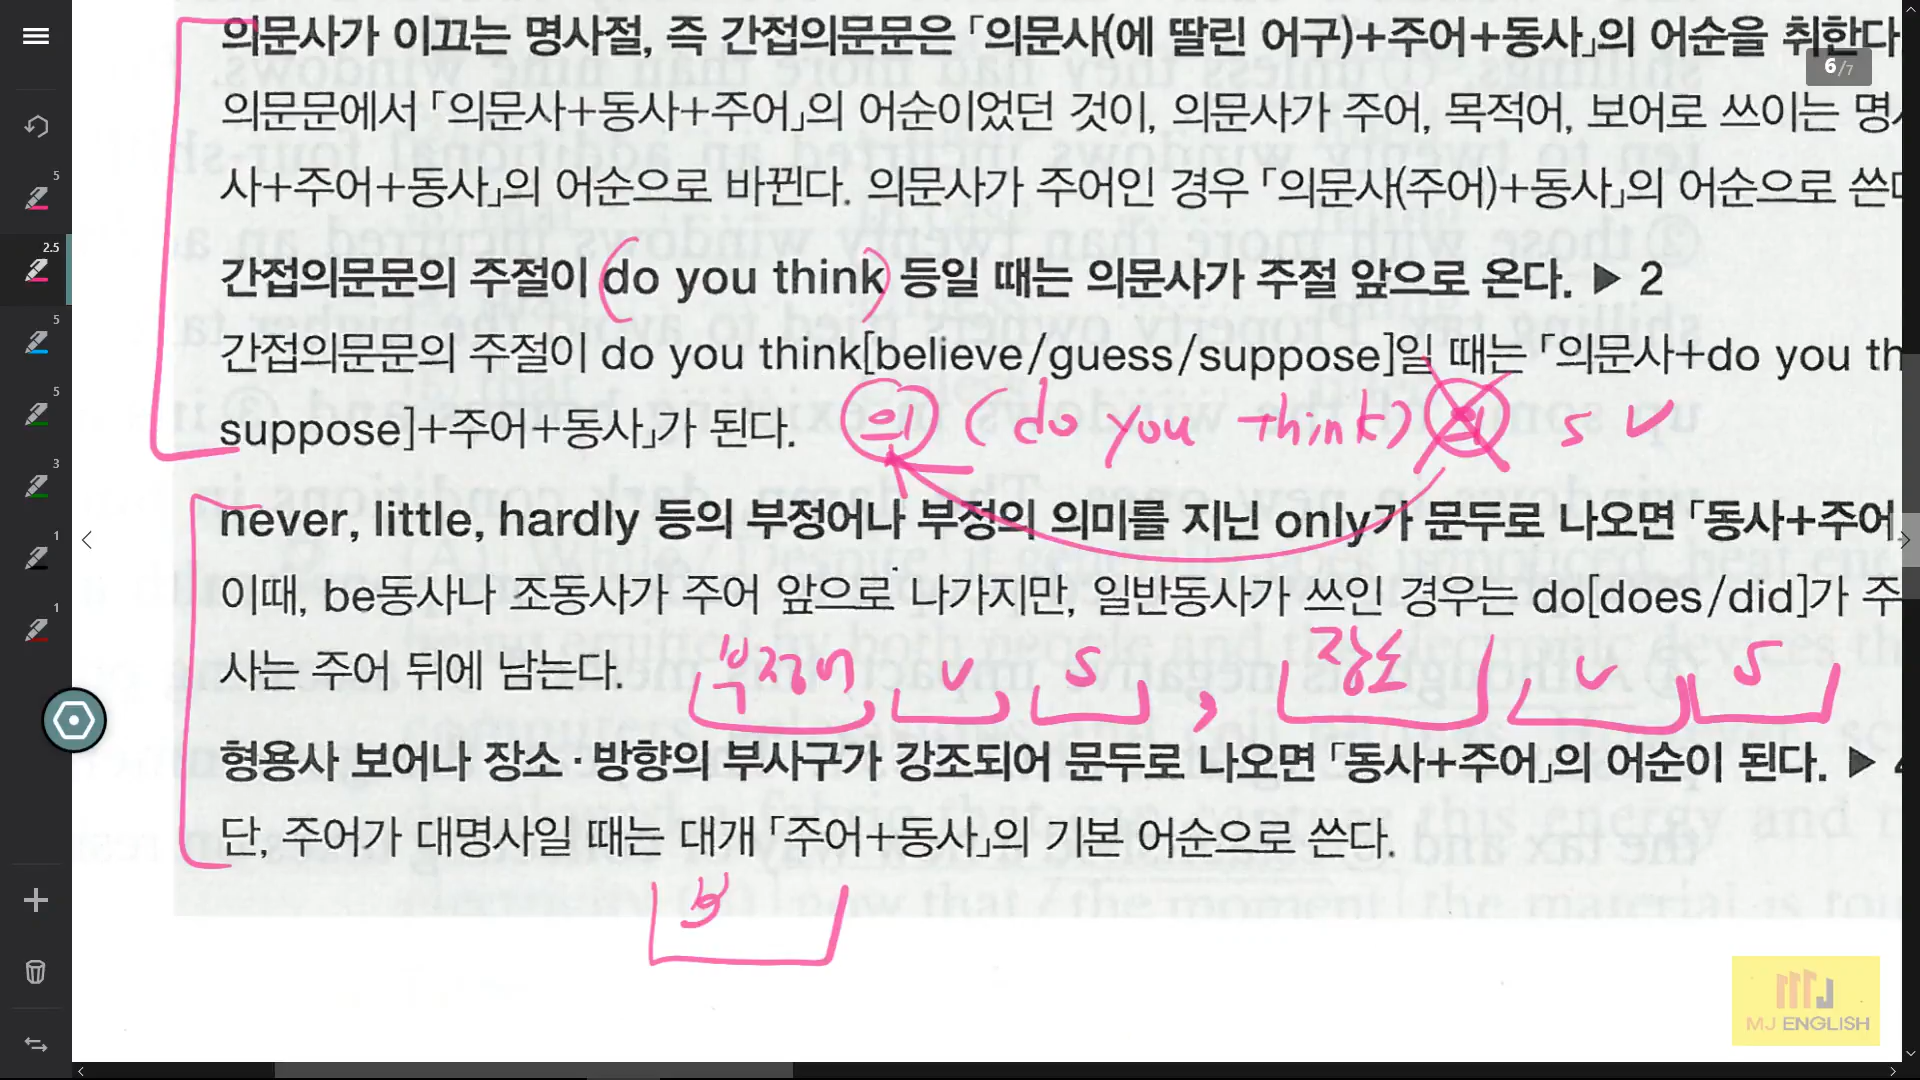 의문사가 이끄는 명사절, 즉 간접의문문은 「의문사(에 딸린 어구)+주어+동사」의 어순을 취한다
6/7
의문문에서 「의문사+동사+주어」의 어순이었던 것이, 의문사가 주어, 목적어, 보어로 쓰이는 명
사+주어+동사」의 어순으로 바뀐다. 의문사가 주어인 경우 「의문사(주어)+동사」의 어순으로 쓴
간접의문문의 주절이 do you think 등일 때는 의문사가 주절 앞으로 온다. ▶ 2
간접의문문의 주절이 do you think[believe/guess/suppose]일 때는 「의문사+do you th
suppose]+주어+동사」가 된다.
의 (do you think) 의 S V
never, little, hardly 등의 부정어나 부정의 의미를 지닌 only가 문두로 나오면 「동사+주어
이때, be동사나 조동사가 주어 앞으로 나가지만, 일반동사가 쓰인 경우는 do[does/did]가 주
사는 주어 뒤에 남는다.
부정어 V S , 장소 V S
형용사 보어나 장소·방향의 부사구가 강조되어 문두로 나오면 「동사+주어」의 어순이 된다. ▶
단, 주어가 대명사일 때는 대개 「주어+동사」의 기본 어순으로 쓴다.
보
5
2.5
5
5
3
1
1
MJ ENGLISH